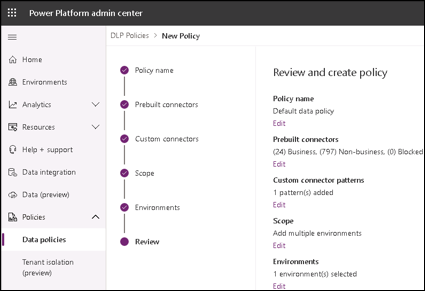 Power Platform admin center
DLP Policies > New Policy
Home
Environments
Analytics
Resources
Help + support
Data integration
Data (preview)
Policies
Data policies
Tenant isolation
(preview)
Policy name
Prebuilt connectors
Custom connectors
Scope
Environments
Review
Review and create policy
Policy name
Default data policy
Edit
Prebuilt connectors
(24) Business, (797) Non-business, (0) Blocked
Edit
Custom connector patterns
1 pattern(s) added
Edit
Scope
Add multiple environments
Edit
Environments
1 environment(s) selected
Edit